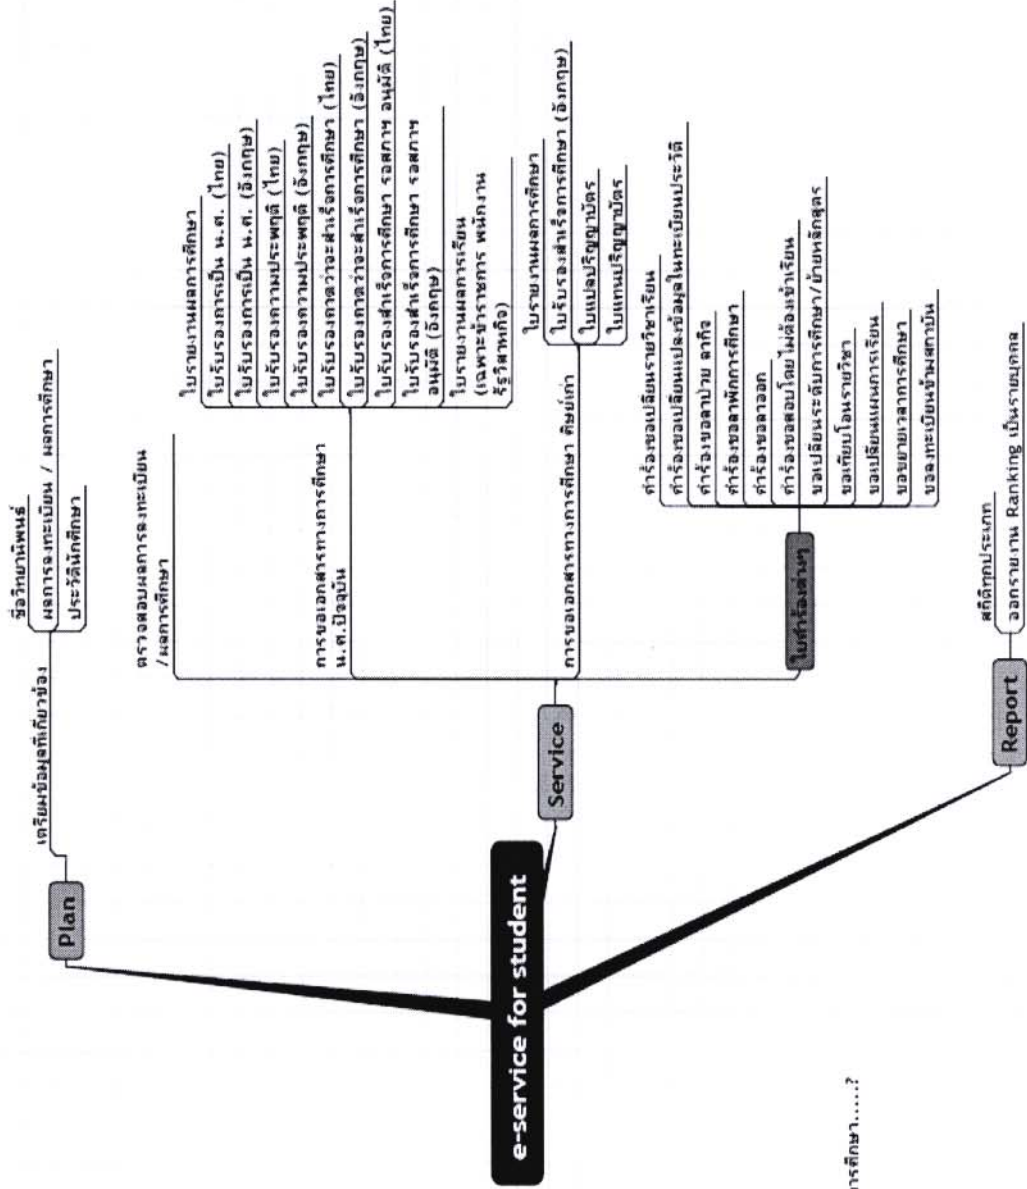 e-service for student
Plan
เตรียมข้อมูลที่เกี่ยวข้อง
ชื่อวิทยานิพนธ์
ผลการลงทะเบียน / ผลการศึกษา
ประวัตินักศึกษา
Service
ตรวจสอบผลการลงทะเบียน
/ผลการศึกษา
การขอเอกสารทางการศึกษา
น.ศ.ปัจจุบัน
ใบรายงานผลการศึกษา
ใบรับรองการเป็น น.ศ. (ไทย)
ใบรับรองการเป็น น.ศ. (อังกฤษ)
ใบรับรองความประพฤติ (ไทย)
ใบรับรองความประพฤติ (อังกฤษ)
ใบรับรองคาดว่าจะสำเร็จการศึกษา (ไทย)
ใบรับรองคาดว่าจะสำเร็จการศึกษา (อังกฤษ)
ใบรับรองสำเร็จการศึกษา รอสภาฯ อนุมัติ (ไทย)
ใบรับรองสำเร็จการศึกษา รอสภาฯ
อนุมัติ (อังกฤษ)
ใบรายงานผลการเรียน
(เฉพาะข้าราชการ พนักงาน
รัฐวิสาหกิจ)
การขอเอกสารทางการศึกษา ศิษย์เก่า
ใบรายงานผลการศึกษา
ใบรับรองสำเร็จการศึกษา (อังกฤษ)
ใบแปลปริญญาบัตร
ใบแทนปริญญาบัตร
ใบคำร้องต่างๆ
คำร้องขอเปลี่ยนรายวิชาเรียน
คำร้องขอเปลี่ยนแปลงข้อมูลในทะเบียนประวัติ
คำร้องขอลาป่วย ลากิจ
คำร้องขอลาพักการศึกษา
คำร้องขอลาออก
คำร้องขอสอบโดยไม่ต้องเข้าเรียน
ขอเปลี่ยนระดับการศึกษา/ย้ายหลักสูตร
ขอเทียบโอนรายวิชา
ขอเปลี่ยนแผนการเรียน
ขอขยายเวลาการศึกษา
ขอลงทะเบียนข้ามสถาบัน
Report
สถิติทุกประเภท
ออกรายงาน Ranking เป็นรายบุคคล
ารศึกษา.....?